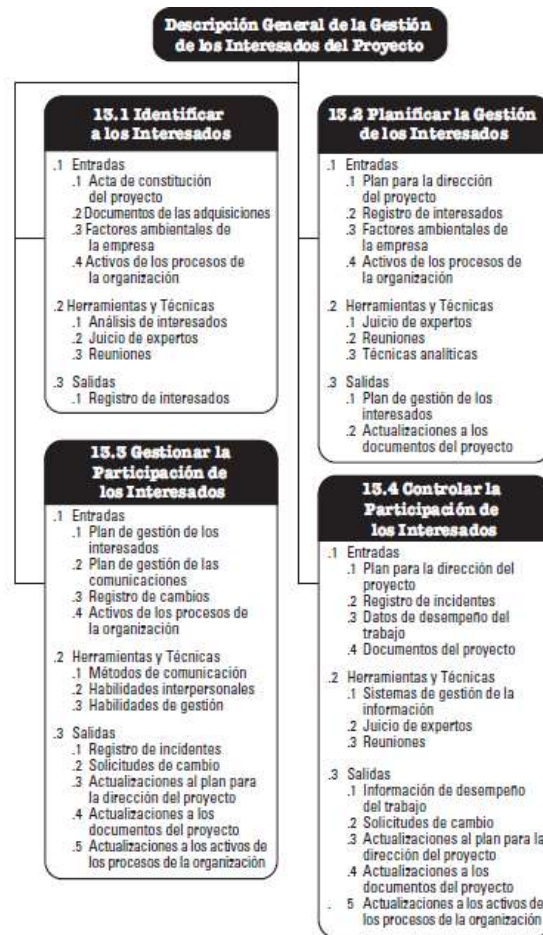 Descripción General de la Gestión
de los Interesados del Proyecto
13.1 Identificar
a los Interesados
.1 Entradas
.1 Acta de constitución
del proyecto
.2 Documentos de las adquisiciones
.3 Factores ambientales de
la empresa
.4 Activos de los procesos de
la organización
.2 Herramientas y Técnicas
.1 Análisis de interesados
.2 Juicio de expertos
.3 Reuniones
.3 Salidas
.1 Registro de interesados
13.2 Planificar la Gestión
de los Interesados
.1 Entradas
.1 Plan para la dirección
del proyecto
.2 Registro de interesados
.3 Factores ambientales de
la empresa
.4 Activos de los procesos de
la organización
.2 Herramientas y Técnicas
.1 Juicio de expertos
.2 Reuniones
.3 Técnicas analíticas
.3 Salidas
.1 Plan de gestión de los
interesados
.2 Actualizaciones a los
documentos del proyecto
13.3 Gestionar la
Participación de
los Interesados
.1 Entradas
.1 Plan de gestión de los
interesados
.2 Plan de gestión de las
comunicaciones
.3 Registro de cambios
.4 Activos de los procesos de
la organización
.2 Herramientas y Técnicas
.1 Métodos de comunicación
.2 Habilidades interpersonales
.3 Habilidades de gestión
.3 Salidas
.1 Registro de incidentes
.2 Solicitudes de cambio
.3 Actualizaciones al plan para
la dirección del proyecto
.4 Actualizaciones a los
documentos del proyecto
.5 Actualizaciones a los activos de
los procesos de la organización
13.4 Controlar la
Participación de
los Interesados
.1 Entradas
.1 Plan para la dirección del
proyecto
.2 Registro de incidentes
.3 Datos de desempeño del
trabajo
.4 Documentos del proyecto
.2 Herramientas y Técnicas
.1 Sistemas de gestión de la
información
.2 Juicio de expertos
.3 Reuniones
.3 Salidas
.1 Información de desempeño
del trabajo
.2 Solicitudes de cambio
.3 Actualizaciones al plan para la
dirección del proyecto
.4 Actualizaciones a los
documentos del proyecto
. 5 Actualizaciones a los activos de
los procesos de la organización